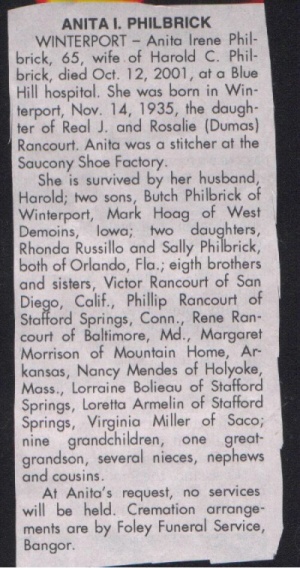 ANITA I. PHILBRICK
WINTERPORT – Anita Irene Phil-
brick, 65, wife of Harold C. Phil-
brick, died Oct. 12, 2001, at a Blue
Hill hospital. She was born in Win-
terport, Nov. 14, 1935, the daugh-
ter of Real J. and Rosalie (Dumas)
Rancourt. Anita was a stitcher at the
Saucony Shoe Factory.
She is survived by her husband,
Harold; two sons, Butch Philbrick of
Winterport, Mark Hoag of West
Demoins, Iowa; two daughters,
Rhonda Russillo and Sally Philbrick,
both of Orlando, Fla.; eigth brothers
and sisters, Victor Rancourt of San
Diego, Calif., Phillip Rancourt of
Stafford Springs, Conn., Rene Ran-
court of Baltimore, Md., Margaret
Morrison of Mountain Home, Ar-
kansas, Nancy Mendes of Holyoke,
Mass., Lorraine Bolieau of Stafford
Springs, Loretta Armelin of Stafford
Springs, Virginia Miller of Saco;
nine grandchildren, one great-
grandson, several nieces, nephews
and cousins.
At Anita's request, no services
will be held. Cremation arrange-
ments are by Foley Funeral Service,
Bangor.